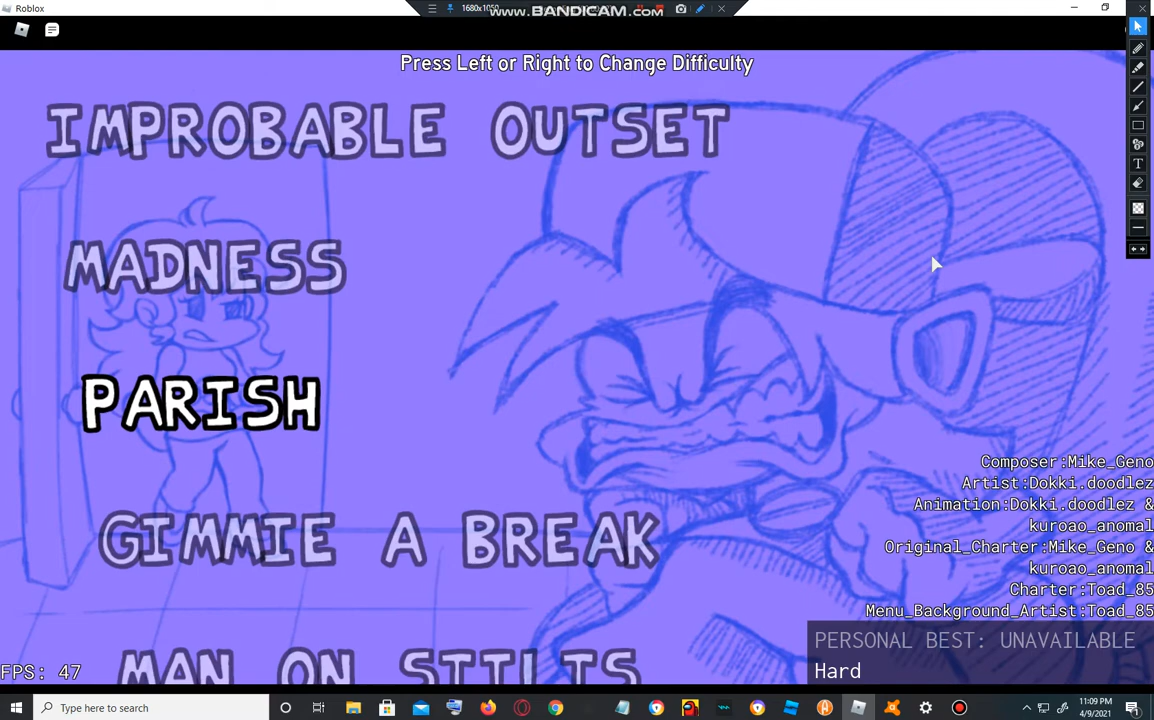 Roblox
1680x1050
www.BANDICAM.com
Press Left or Right to Change Difficulty
IMPROBABLE OUTSET
MADNESS
PARISH
GIMMIE A BREAK
MAN ON STILTS
Composer:Mike_Geno
Artist:Dokki.doodlez
Animation:Dokki.doodlez &
kuroao_anomal
Original_Charter:Mike_Geno &
kuroao_anomal
Charter:Toad_85
Menu_Background_Artist:Toad_85
PERSONAL BEST: UNAVAILABLE
Hard
FPS: 47
Type here to search
11:09 PM
4/9/2021